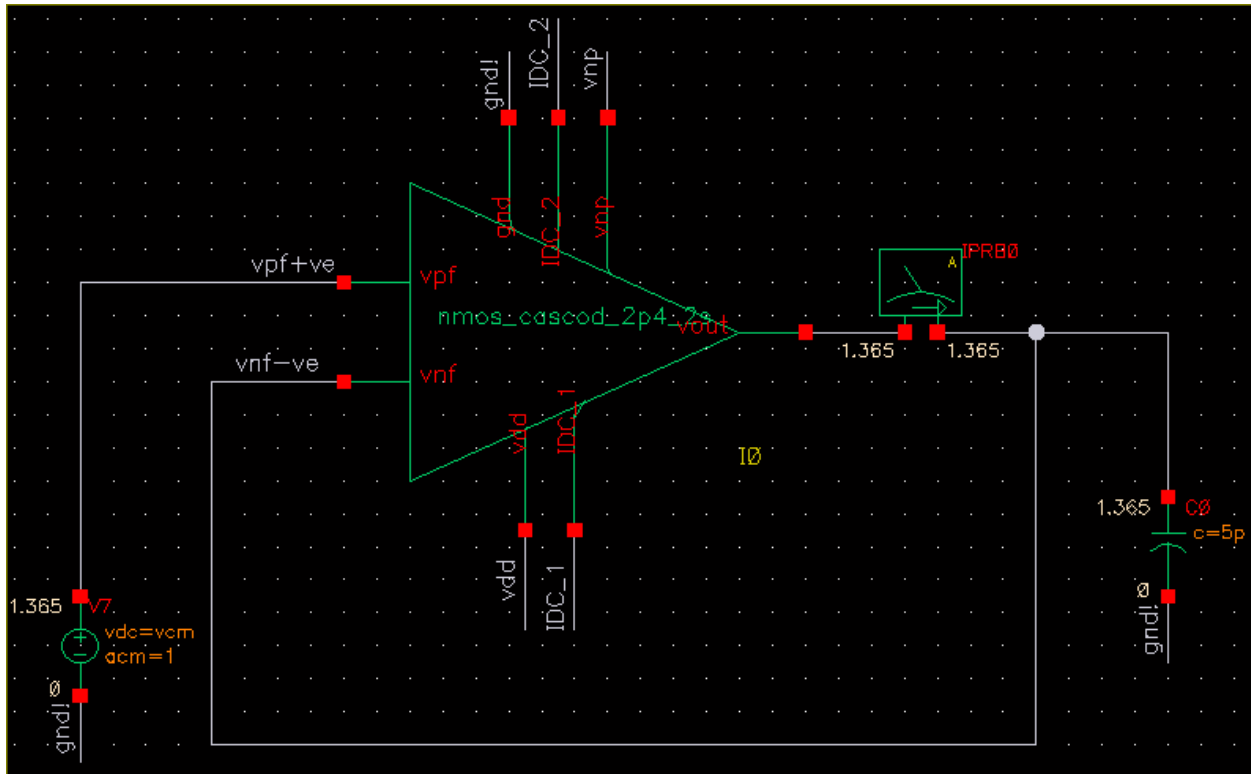 gnd!
IDC_2
vnp
gnd
IDC_2
vnp
IPRB0
A
vpf+ve
vpf
nmos_cascod_2p4_2s
vout
1.365
1.365
vnf-ve
vnf
vdd
IDC_1
I0
1.365
C0
c=5p
vdd
IDC_1
0
gnd!
1.365
V7
vdc=vcm
acm=1
0
gnd!